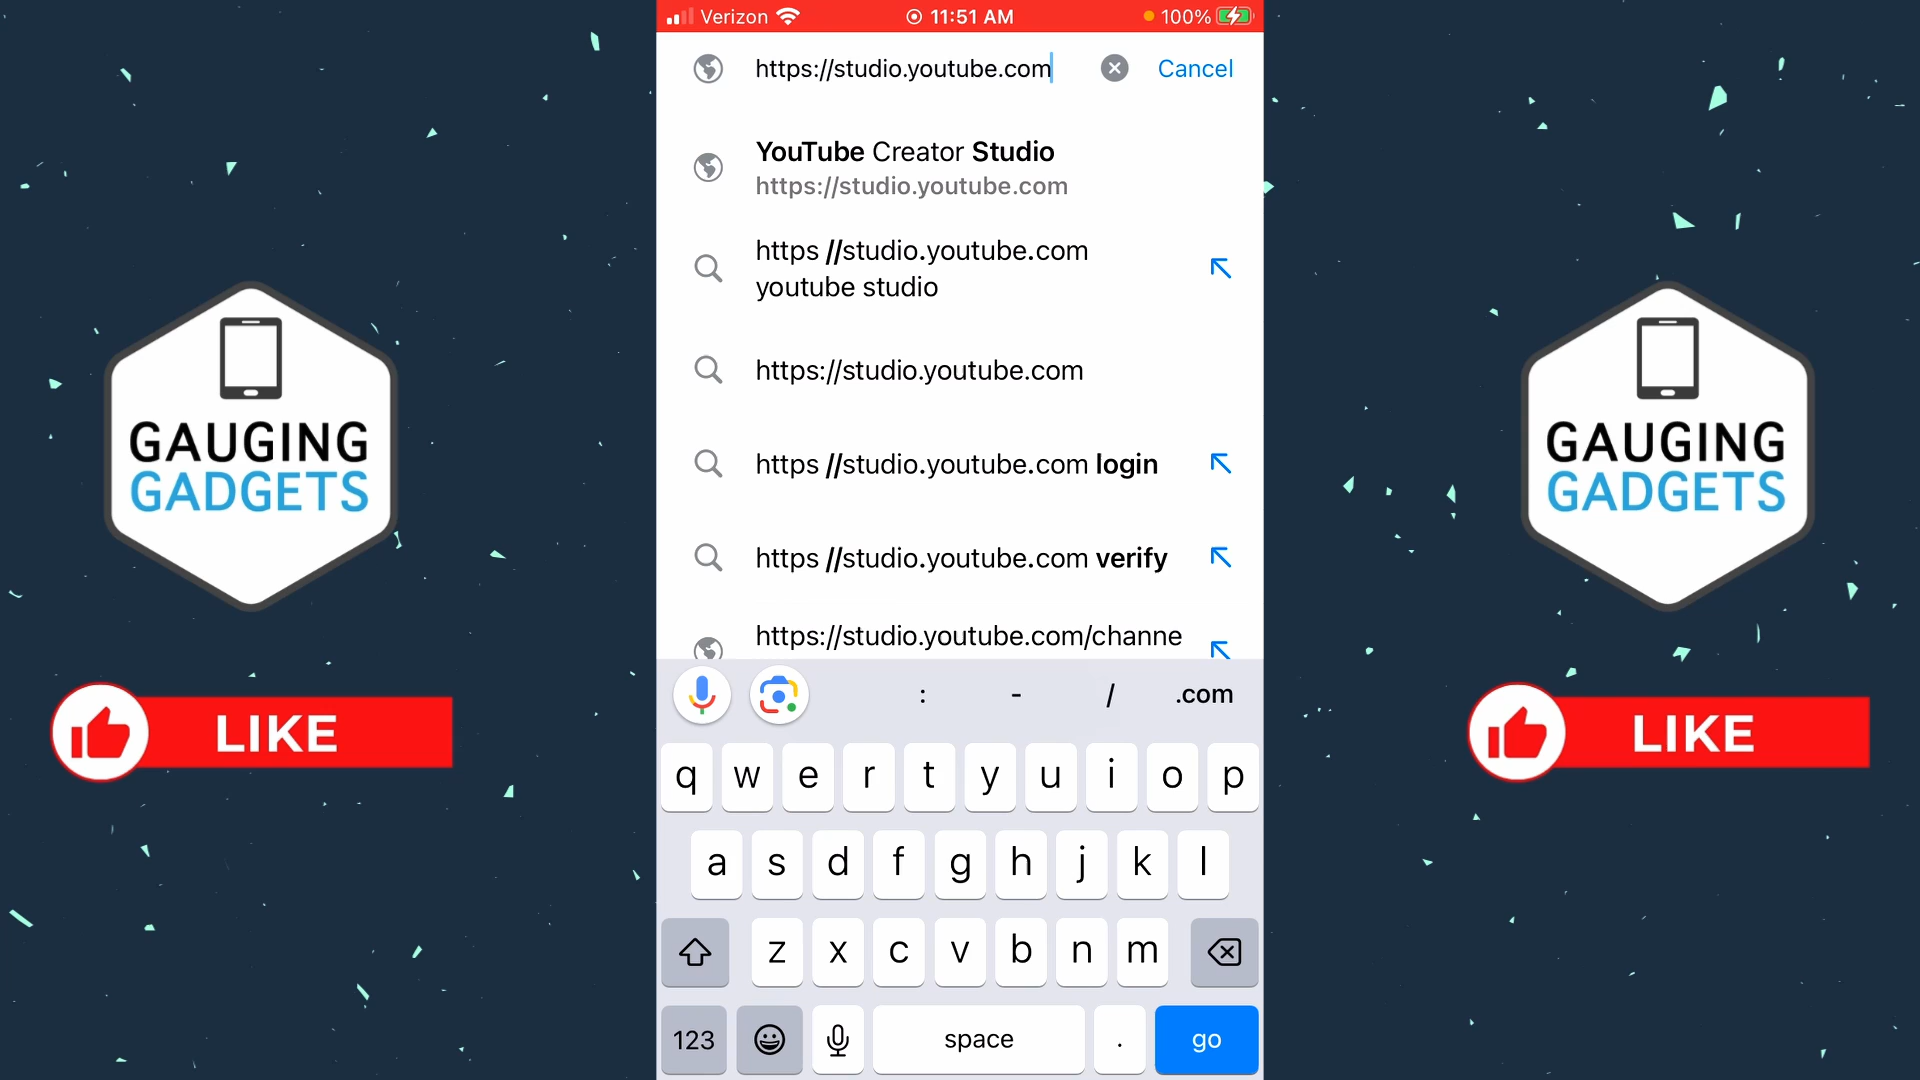 Verizon 11:51 AM 100%
https://studio.youtube.com Cancel
YouTube Creator Studio
https://studio.youtube.com
https //studio.youtube.com
youtube studio
https://studio.youtube.com
https //studio.youtube.com login
https //studio.youtube.com verify
https://studio.youtube.com/channe
: - / .com
q w e r t y u i o p
a s d f g h j k l
z x c v b n m
123 space . go
GAUGING
GADGETS
LIKE
GAUGING
GADGETS
LIKE